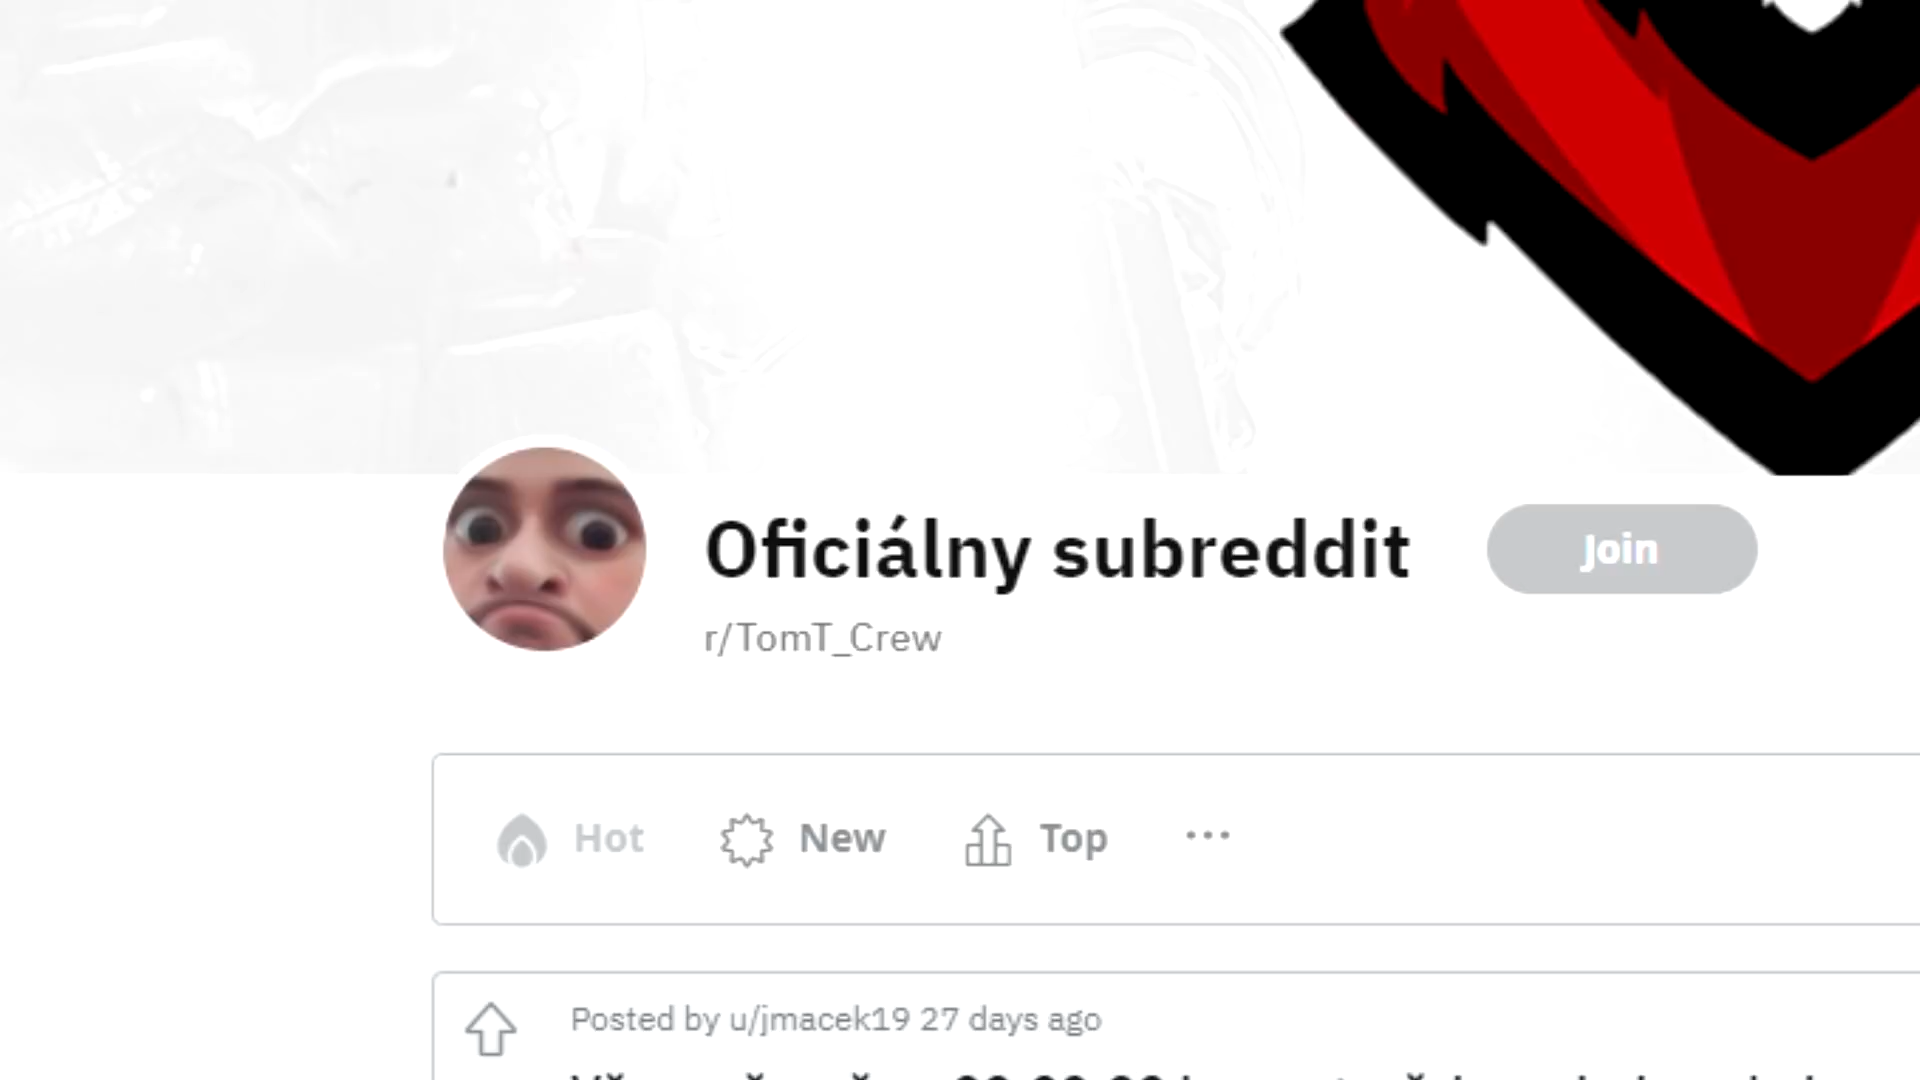 Oficiálny subreddit
Join
r/TomT_Crew
Hot
New
Top
Posted by u/jmacek19 27 days ago